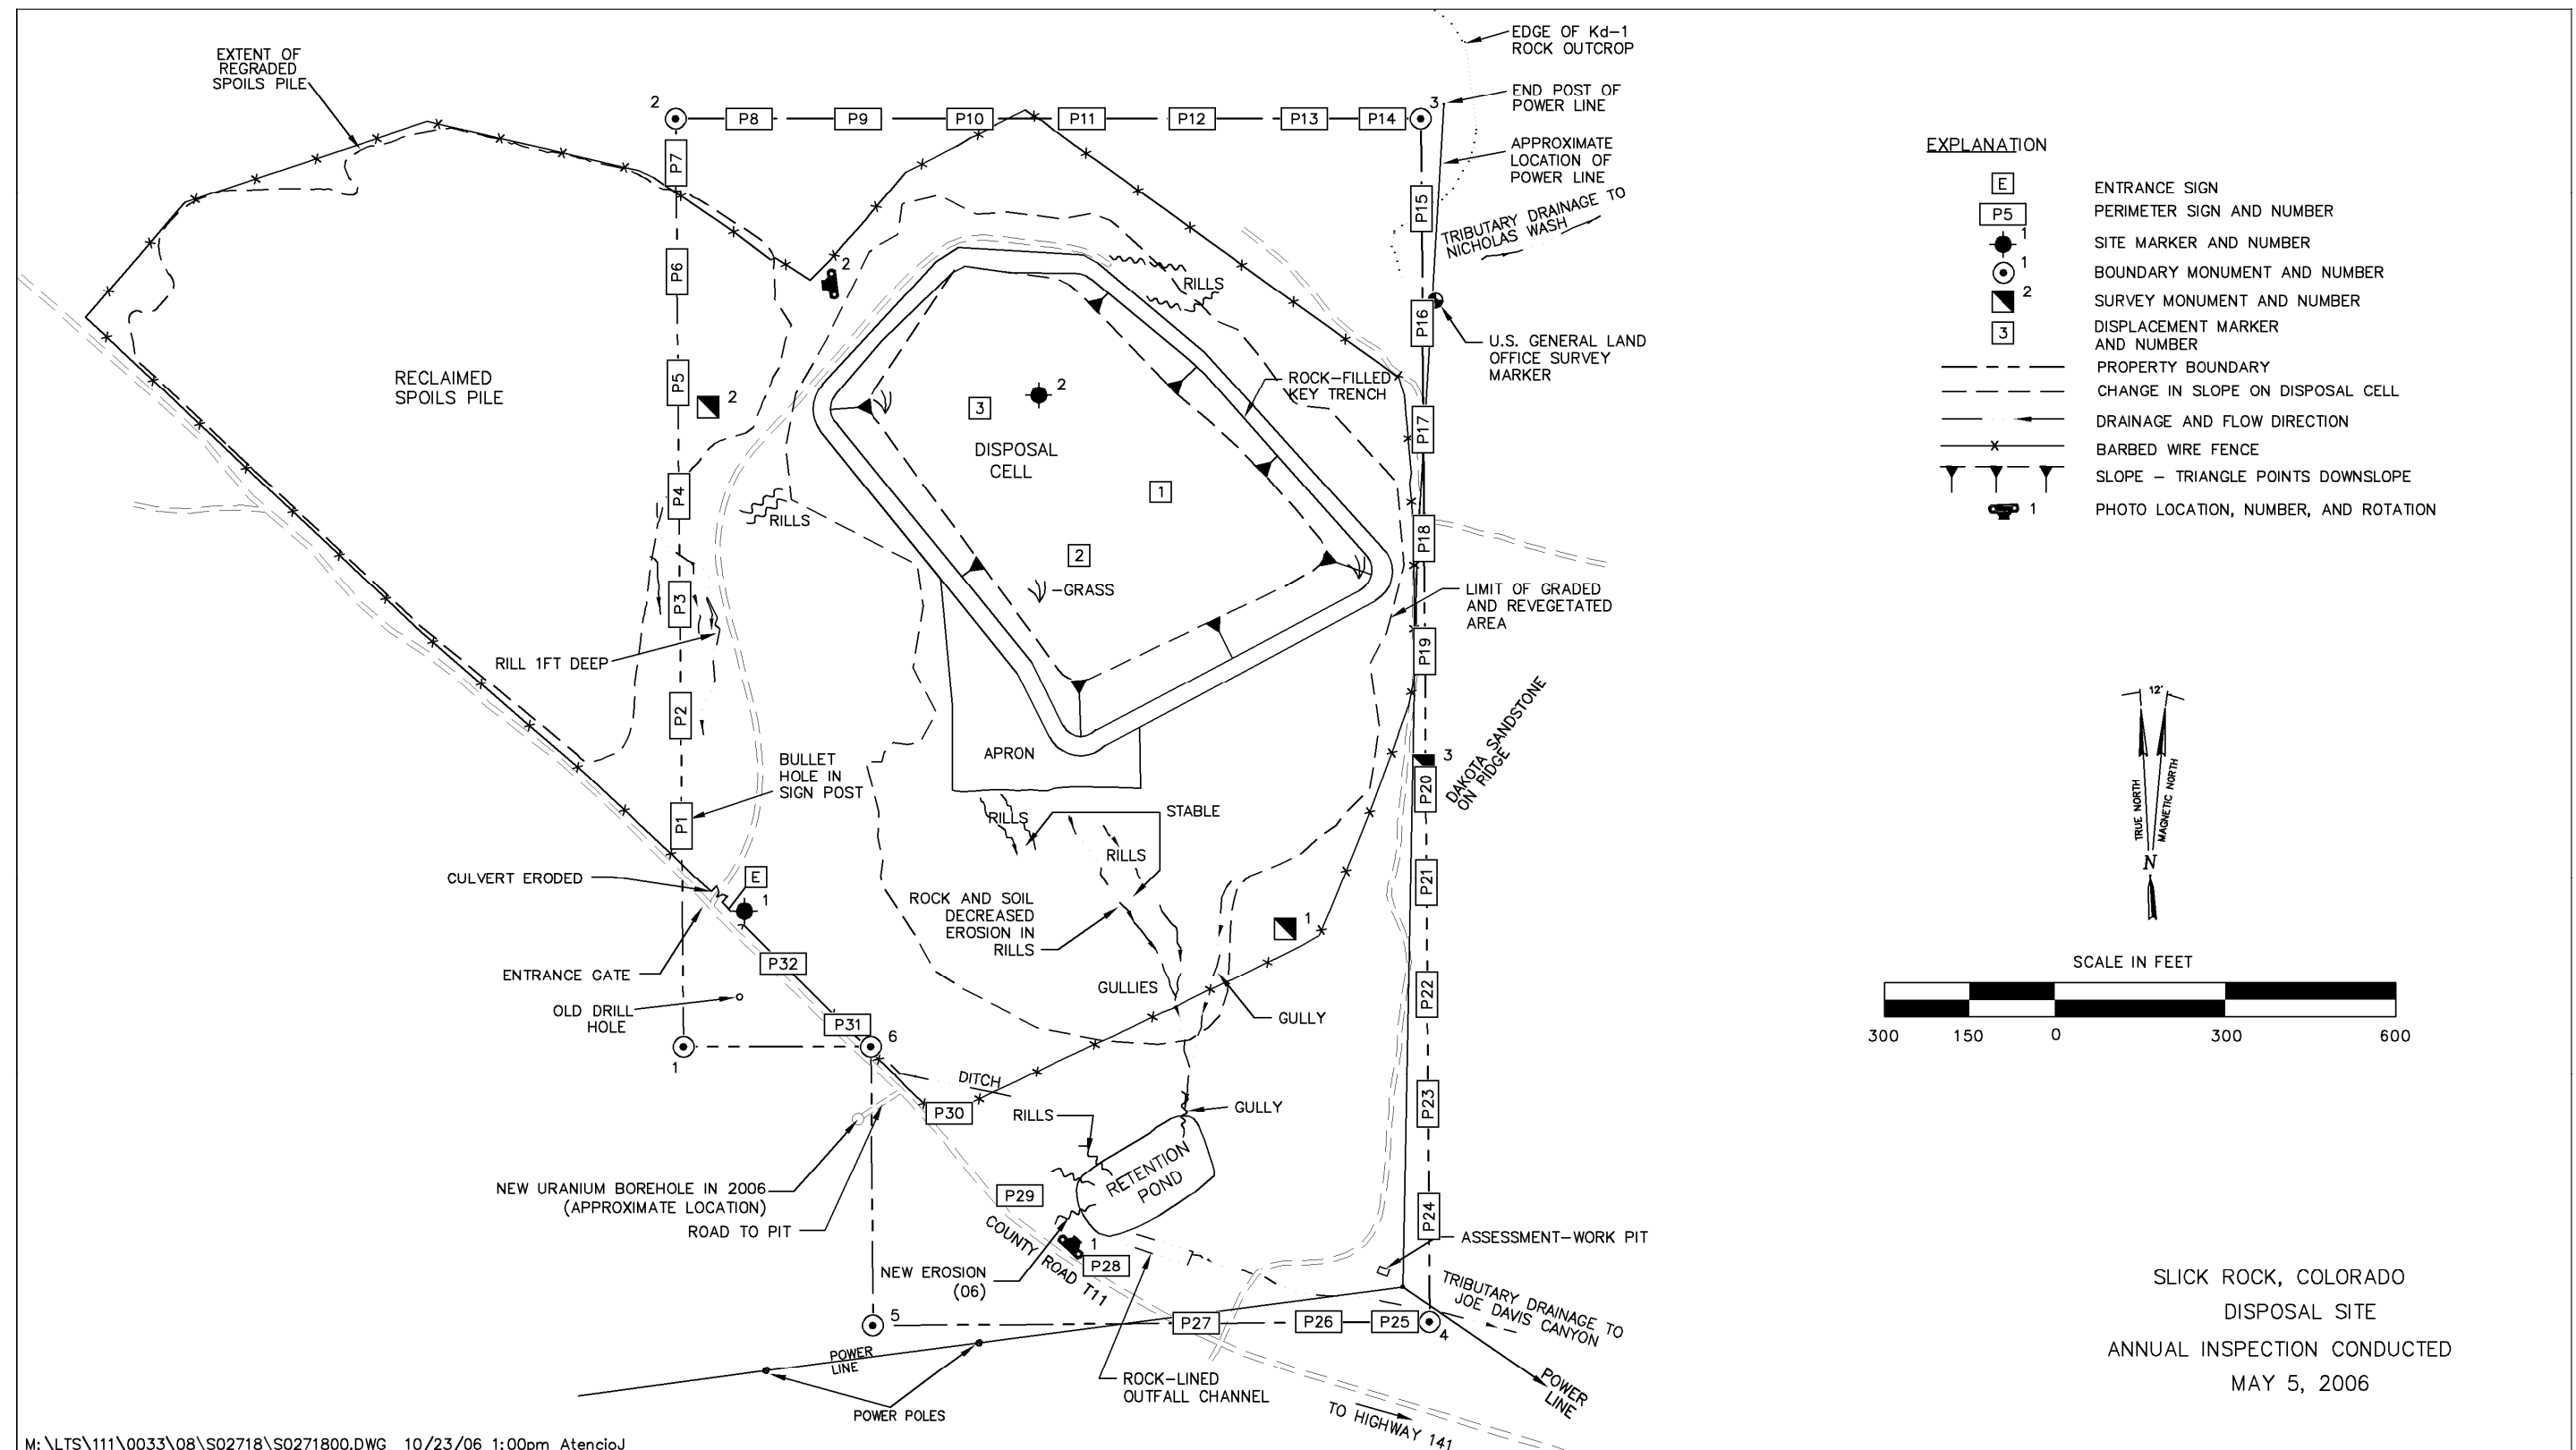 EXTENT OF
REGRADED
SPOILS PILE
2
P8
P9
P10
P11
P12
P13
P14
3
EDGE OF Kd-1
ROCK OUTCROP
END POST OF
POWER LINE
APPROXIMATE
LOCATION OF
POWER LINE
TRIBUTARY DRAINAGE TO
NICHOLAS WASH
P7
P6
P5
P4
P3
P2
P1
P15
P16
P17
P18
P19
P20
P21
P22
P23
P24
U.S. GENERAL LAND
OFFICE SURVEY
MARKER
RECLAIMED
SPOILS PILE
2
2
RILLS
ROCK-FILLED
KEY TRENCH
3
2
DISPOSAL
CELL
1
2
-GRASS
RILLS
LIMIT OF GRADED
AND REVEGETATED
AREA
RILL 1FT DEEP
DAKOTA SANDSTONE
ON RIDGE
3
APRON
BULLET
HOLE IN
SIGN POST
RILLS
STABLE
RILLS
CULVERT ERODED
E
1
ROCK AND SOIL
DECREASED
EROSION IN
RILLS
1
ENTRANCE GATE
P32
GULLIES
GULLY
OLD DRILL
HOLE
P31
6
1
DITCH
P30
RILLS
GULLY
RETENTION
POND
NEW URANIUM BOREHOLE IN 2006
(APPROXIMATE LOCATION)
ROAD TO PIT
P29
COUNTY ROAD T11
1
P28
NEW EROSION
(06)
ASSESSMENT-WORK PIT
TRIBUTARY DRAINAGE TO
JOE DAVIS CANYON
5
P27
P26
P25
4
POWER
LINE
POWER POLES
ROCK-LINED
OUTFALL CHANNEL
POWER
LINE
TO HIGHWAY 141
EXPLANATION
E
ENTRANCE SIGN
P5
PERIMETER SIGN AND NUMBER
1
SITE MARKER AND NUMBER
1
BOUNDARY MONUMENT AND NUMBER
2
SURVEY MONUMENT AND NUMBER
3
DISPLACEMENT MARKER
AND NUMBER
PROPERTY BOUNDARY
CHANGE IN SLOPE ON DISPOSAL CELL
DRAINAGE AND FLOW DIRECTION
BARBED WIRE FENCE
SLOPE - TRIANGLE POINTS DOWNSLOPE
1
PHOTO LOCATION, NUMBER, AND ROTATION
12°
TRUE NORTH
MAGNETIC NORTH
N
SCALE IN FEET
300 150 0 300 600
SLICK ROCK, COLORADO
DISPOSAL SITE
ANNUAL INSPECTION CONDUCTED
MAY 5, 2006
M:\LTS\111\0033\08\S02718\S0271800.DWG 10/23/06 1:00pm AtencioJ